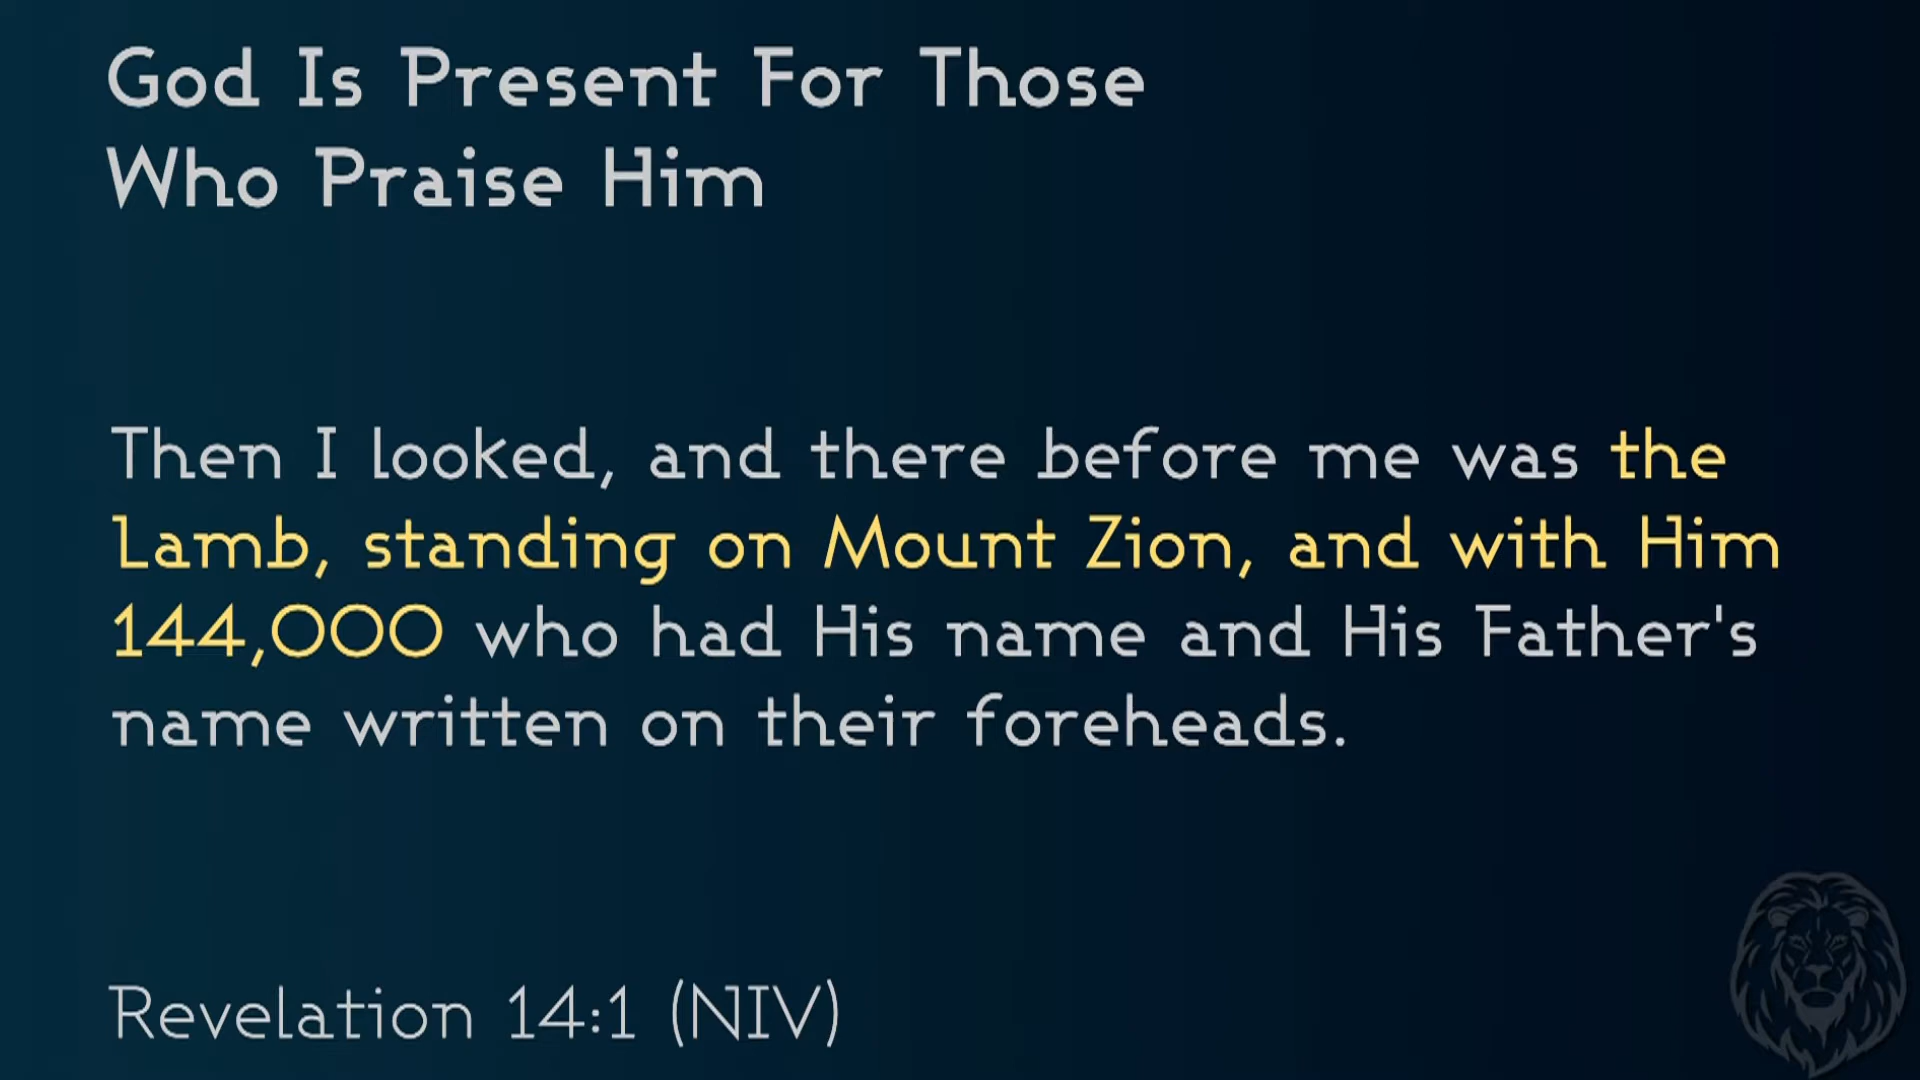 God Is Present For Those
Who Praise Him
Then I looked, and there before me was the
Lamb, standing on Mount Zion, and with Him
144,000 who had His name and His Father's
name written on their foreheads.
Revelation 14:1 (NIV)